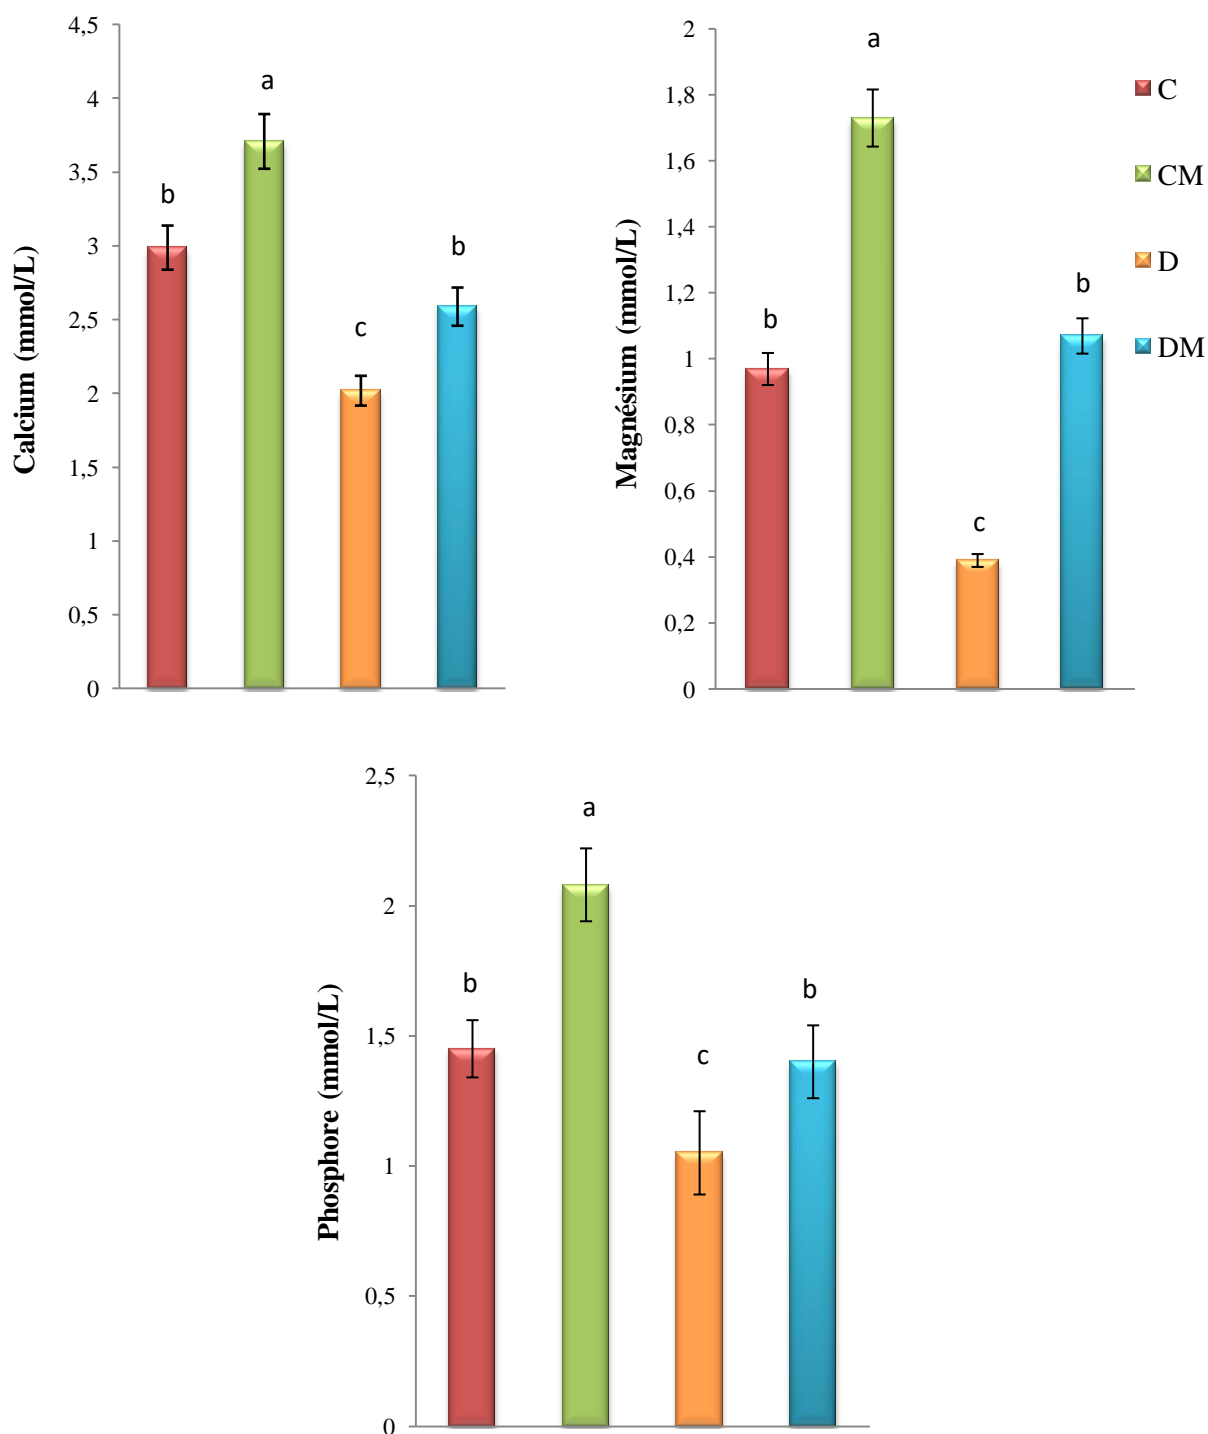 4,5
4
3,5
3
2,5
2
1,5
1
0,5
0
Calcium (mmol/L)
b
a
c
b
2
1,8
1,6
1,4
1,2
1
0,8
0,6
0,4
0,2
0
Magnésium (mmol/L)
b
a
c
b
C
CM
D
DM
2,5
2
1,5
1
0,5
0
Phosphore (mmol/L)
b
a
c
b